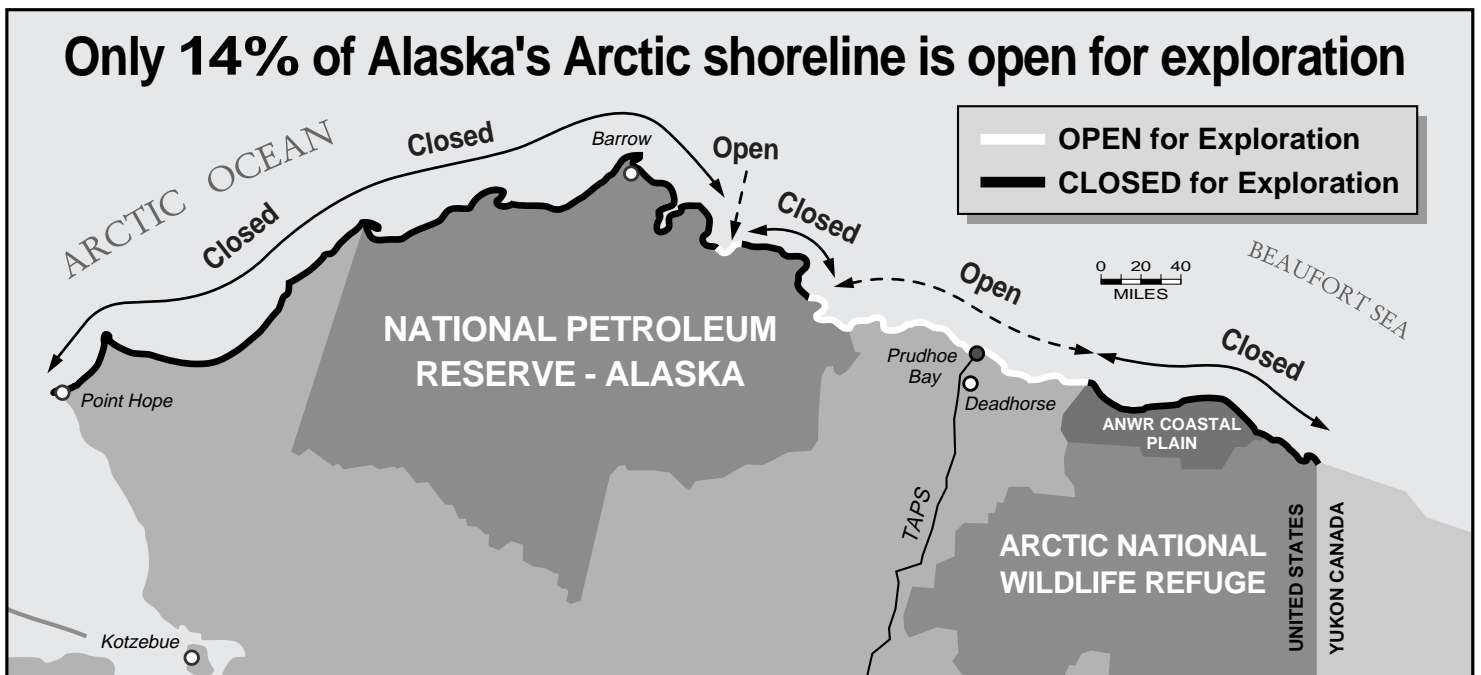 Only 14% of Alaska's Arctic shoreline is open for exploration
ARCTIC OCEAN
Closed
Closed
Barrow
Open
Closed
OPEN for Exploration
CLOSED for Exploration
Open
0 20 40
MILES
BEAUFORT SEA
Closed
NATIONAL PETROLEUM
RESERVE - ALASKA
Point Hope
Prudhoe
Bay
Deadhorse
ANWR COASTAL
PLAIN
TAPS
ARCTIC NATIONAL
WILDLIFE REFUGE
UNITED STATES
YUKON CANADA
Kotzebue